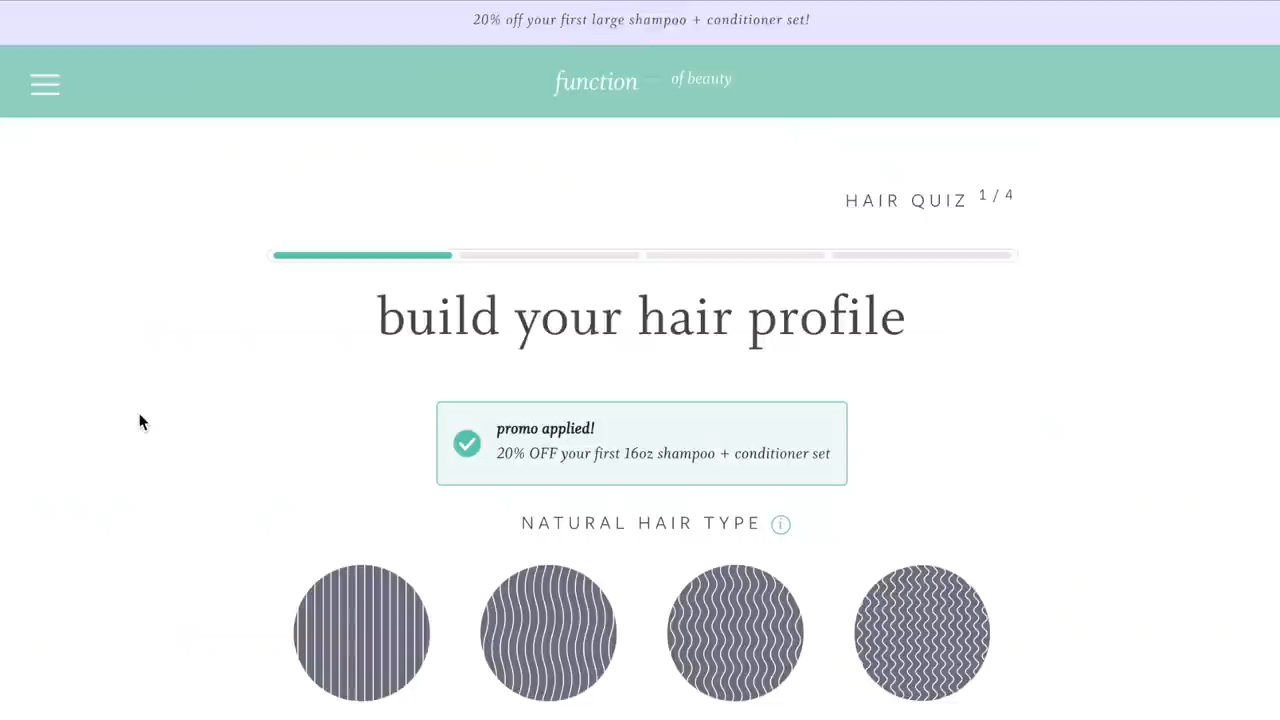 20% off your first large shampoo + conditioner set!
function of beauty
HAIR QUIZ 1 / 4
build your hair profile
promo applied!
20% OFF your first 16oz shampoo + conditioner set
NATURAL HAIR TYPE i